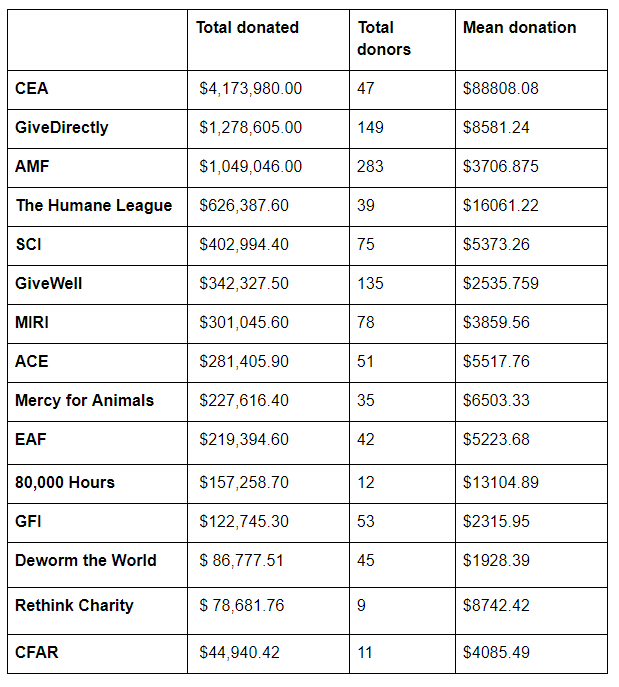 Total donated Total donors Mean donation
CEA $4,173,980.00 47 $88808.08
GiveDirectly $1,278,605.00 149 $8581.24
AMF $1,049,046.00 283 $3706.875
The Humane League $626,387.60 39 $16061.22
SCI $402,994.40 75 $5373.26
GiveWell $342,327.50 135 $2535.759
MIRI $301,045.60 78 $3859.56
ACE $281,405.90 51 $5517.76
Mercy for Animals $227,616.40 35 $6503.33
EAF $219,394.60 42 $5223.68
80,000 Hours $157,258.70 12 $13104.89
GFI $122,745.30 53 $2315.95
Deworm the World $ 86,777.51 45 $1928.39
Rethink Charity $ 78,681.76 9 $8742.42
CFAR $44,940.42 11 $4085.49